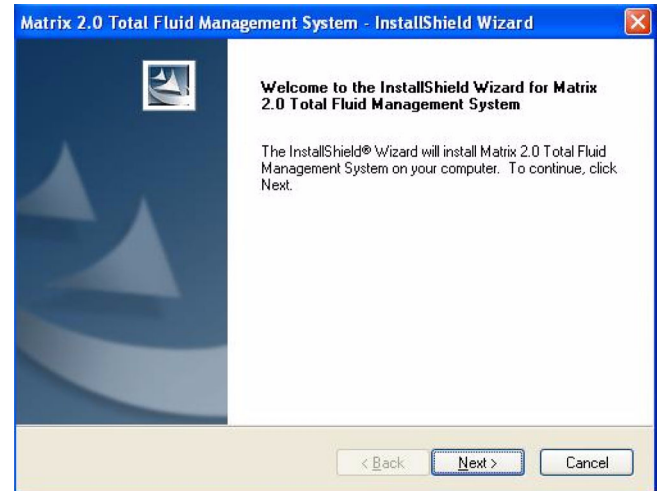 Matrix 2.0 Total Fluid Management System - InstallShield Wizard
Welcome to the InstallShield Wizard for Matrix
2.0 Total Fluid Management System
The InstallShield® Wizard will install Matrix 2.0 Total Fluid
Management System on your computer. To continue, click
Next.
< Back
Next >
Cancel